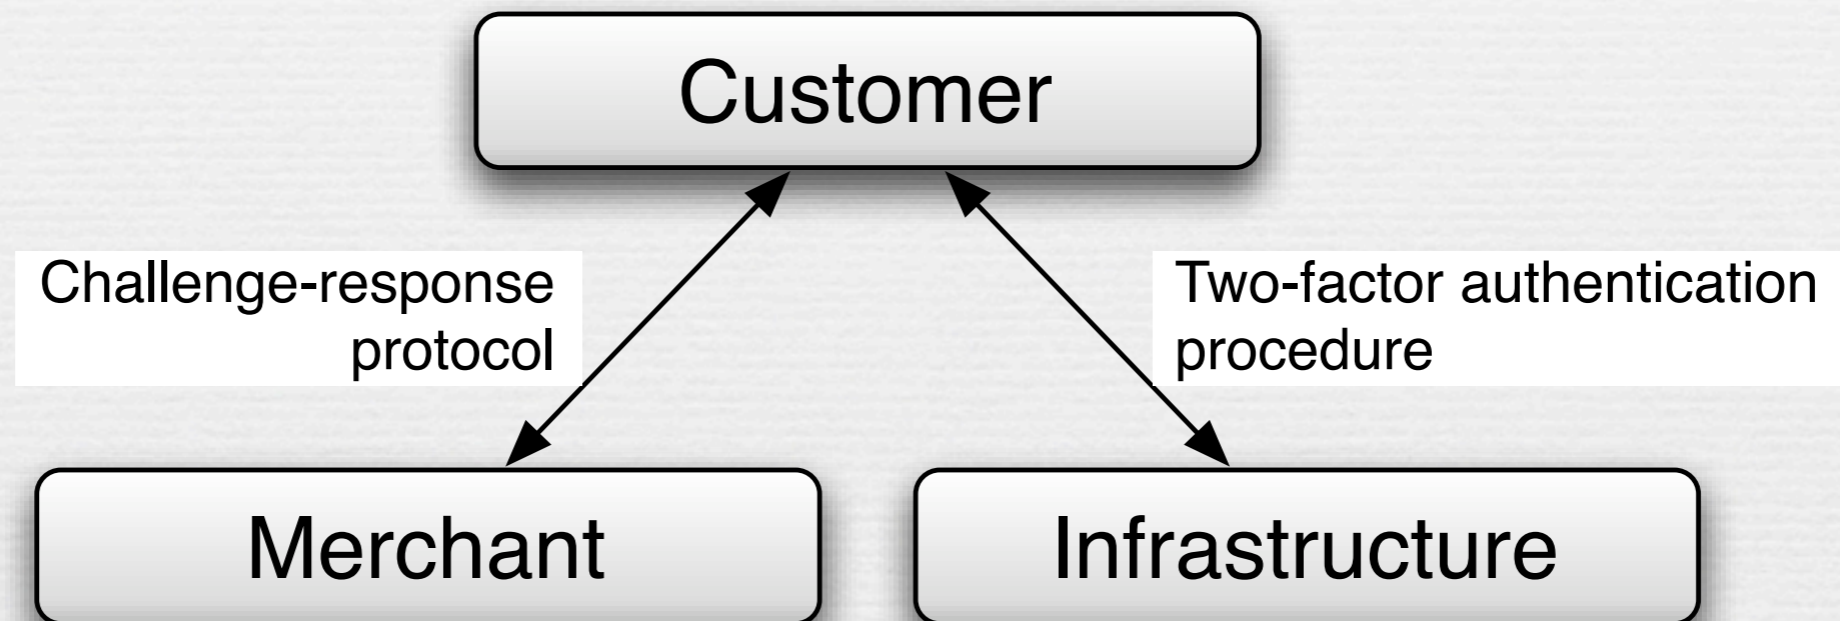 Customer
Challenge-response
protocol
Two-factor authentication
procedure
Merchant
Infrastructure